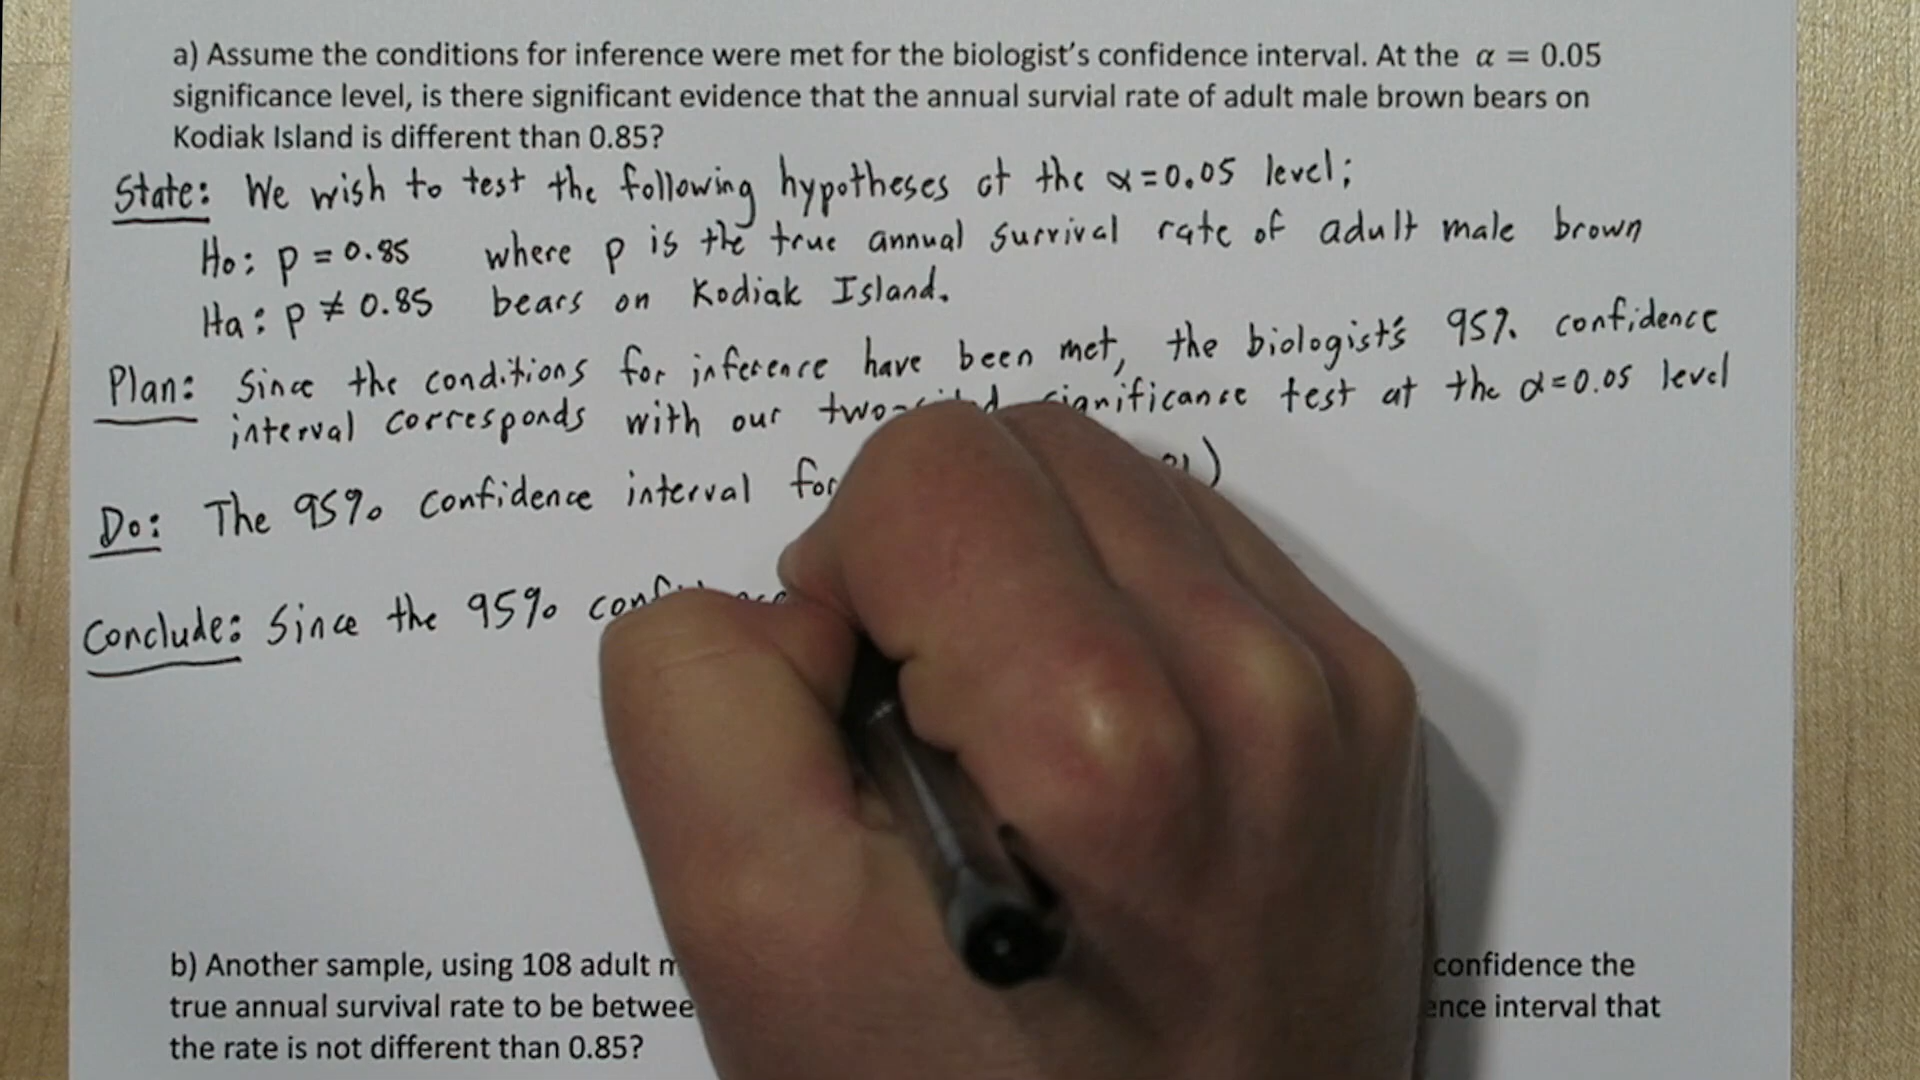 a) Assume the conditions for inference were met for the biologist's confidence interval. At the α = 0.05
significance level, is there significant evidence that the annual survial rate of adult male brown bears on
Kodiak Island is different than 0.85?
State: We wish to test the following hypotheses at the α=0.05 level:
Ho: p = 0.85 where p is the true annual survival rate of adult male brown
Ha: p ≠ 0.85 bears on Kodiak Island.
Plan: Since the conditions for inference have been met, the biologist's 95% confidence
interval corresponds with our two-sided significance test at the α=0.05 level
Do: The 95% confidence interval for
Conclude: Since the 95%
b) Another sample, using 108 adult confidence the
true annual survival rate to be interval that
the rate is not different than 0.85?